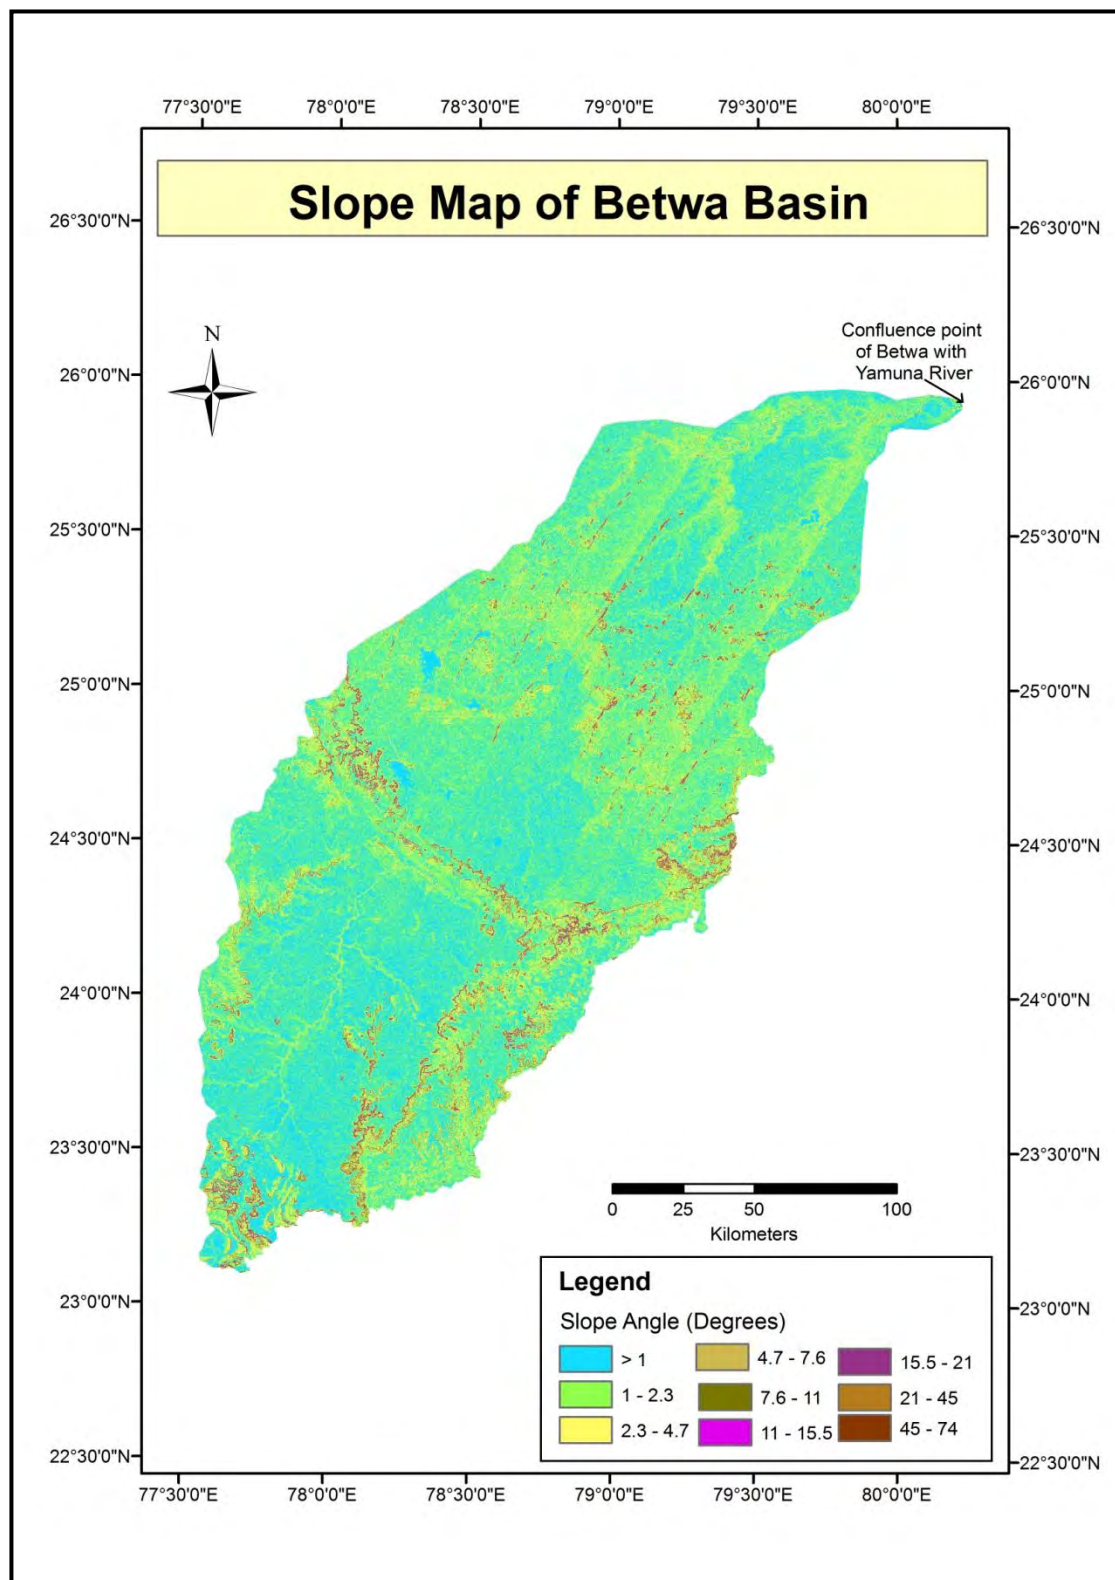 77°30'0"E 78°0'0"E 78°30'0"E 79°0'0"E 79°30'0"E 80°0'0"E
Slope Map of Betwa Basin
26°30'0"N 26°30'0"N
N
Confluence point
of Betwa with
Yamuna River
26°0'0"N 26°0'0"N
25°30'0"N 25°30'0"N
25°0'0"N 25°0'0"N
24°30'0"N 24°30'0"N
24°0'0"N 24°0'0"N
23°30'0"N 23°30'0"N
0 25 50 100
Kilometers
23°0'0"N 23°0'0"N
Legend
Slope Angle (Degrees)
> 1 4.7 - 7.6 15.5 - 21
1 - 2.3 7.6 - 11 21 - 45
2.3 - 4.7 11 - 15.5 45 - 74
22°30'0"N 22°30'0"N
77°30'0"E 78°0'0"E 78°30'0"E 79°0'0"E 79°30'0"E 80°0'0"E